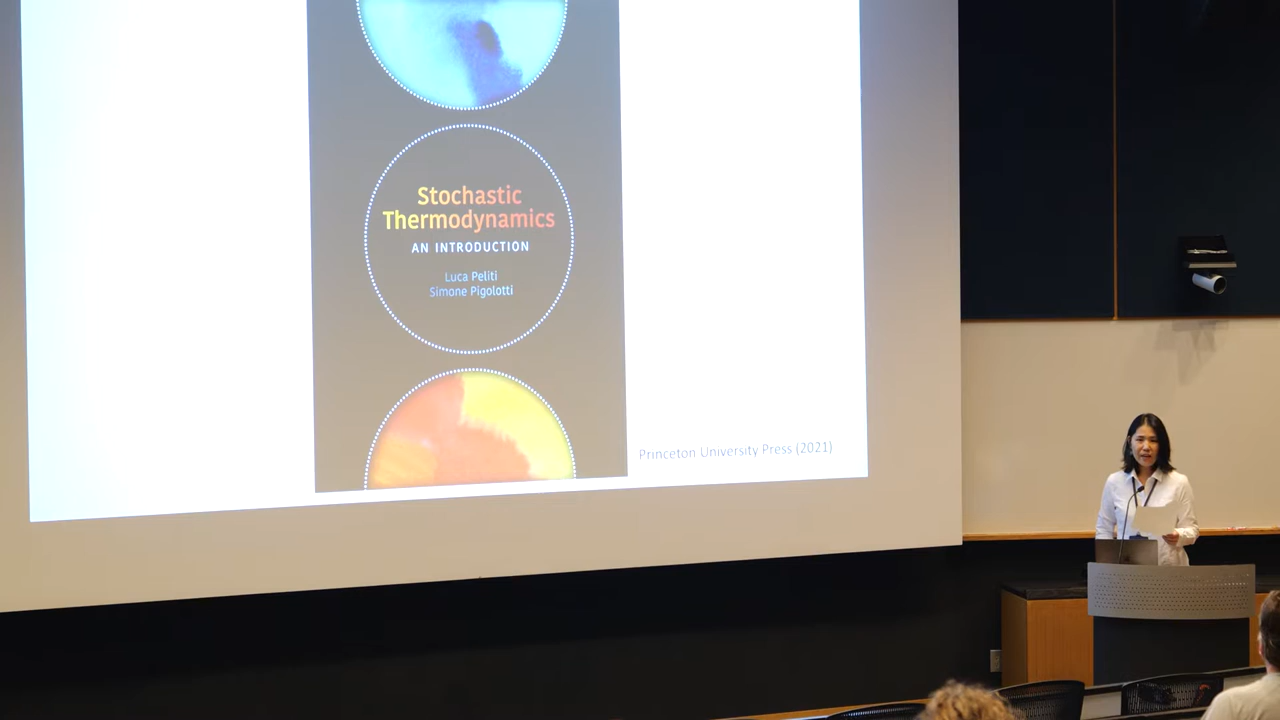 Stochastic
Thermodynamics
AN INTRODUCTION
Luca Peliti
Simone Pigolotti
Princeton University Press (2021)